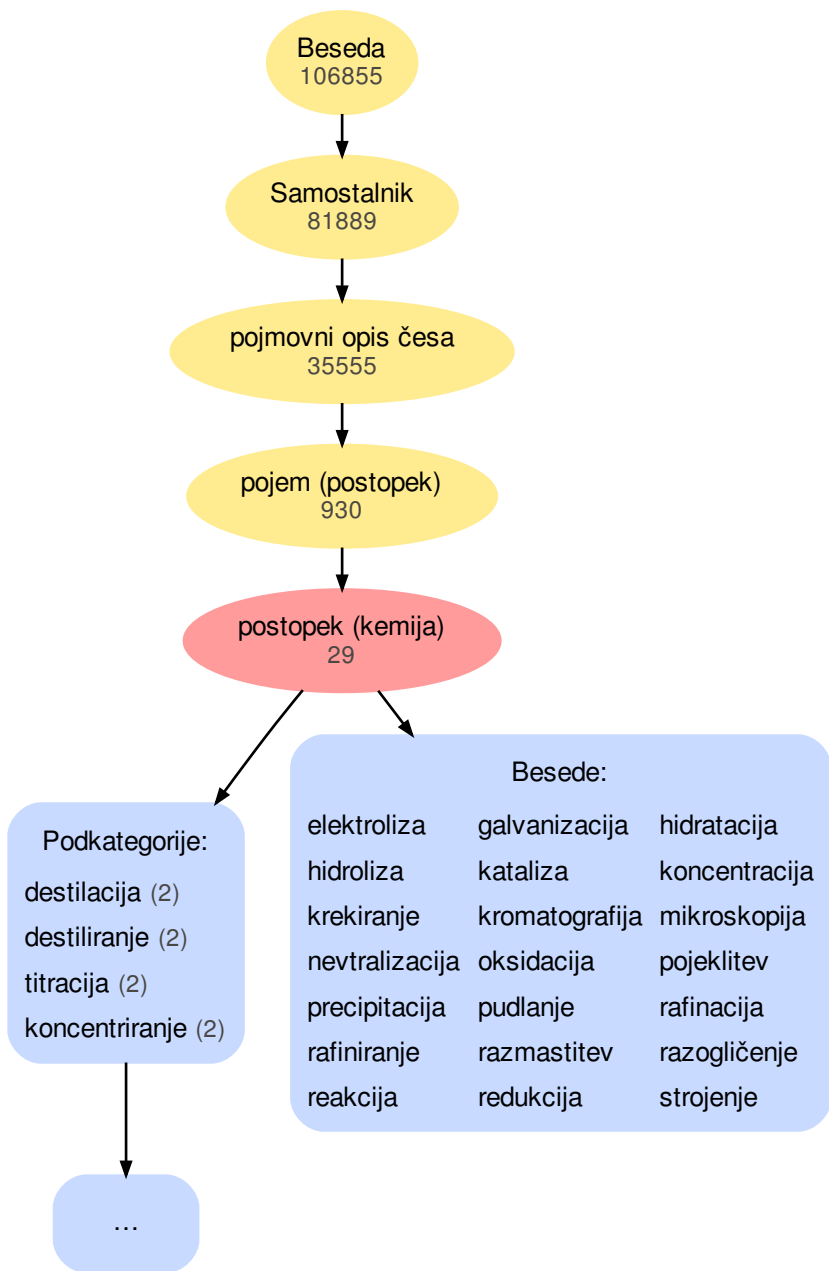 Beseda
106855
Samostalnik
81889
pojmovni opis česa
35555
pojem (postopek)
930
postopek (kemija)
29
Podkategorije:
destilacija (2)
destiliranje (2)
titracija (2)
koncentriranje (2)
...
Besede:
elektroliza galvanizacija hidratacija
hidroliza kataliza koncentracija
krekiranje kromatografija mikroskopija
nevtralizacija oksidacija pojeklitev
precipitacija pudlanje rafinacija
rafiniranje razmastitev razogličenje
reakcija redukcija strojenje